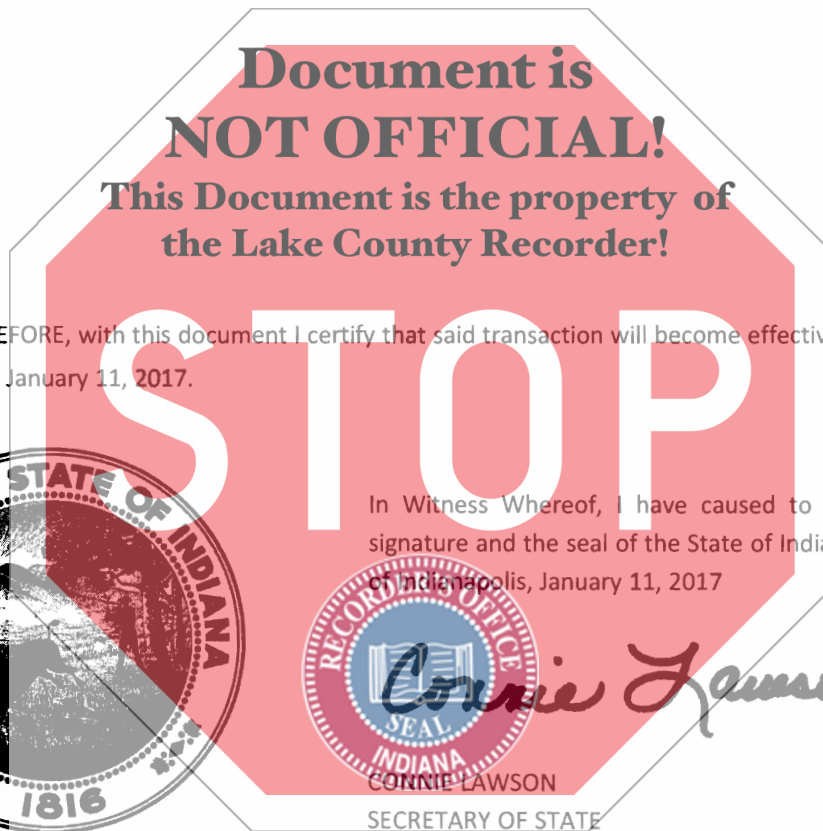 Document is
NOT OFFICIAL!
This Document is the property of
the Lake County Recorder!
STOP
EFORE, with this document I certify that said transaction will become effectiv
January 11, 2017.
STATE OF INDIANA
1816
In Witness Whereof, I have caused to
signature and the seal of the State of Indi
of Indianapolis, January 11, 2017
RECORDER'S OFFICE
SEAL
INDIANA
Connie Lawso
CONNIE LAWSON
SECRETARY OF STATE